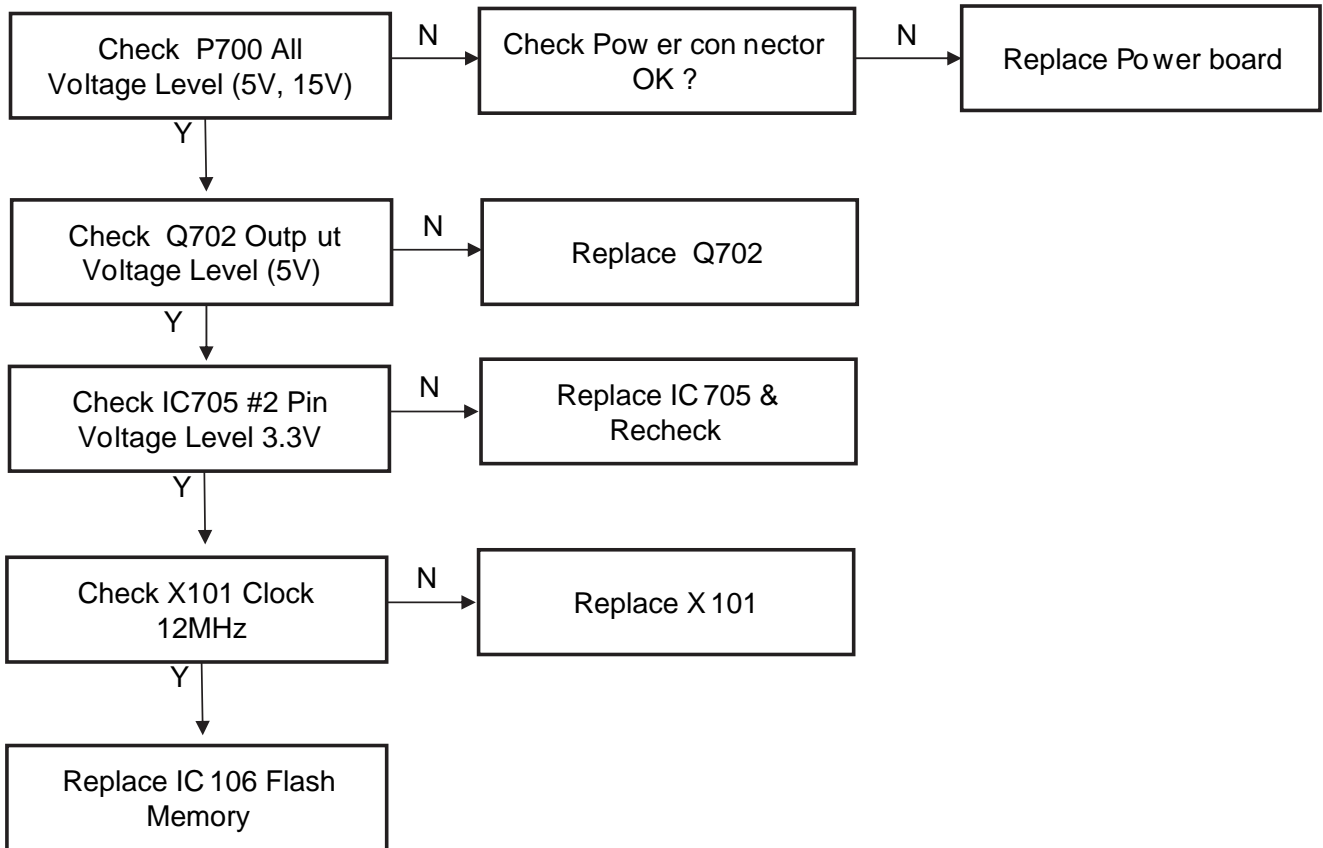 Check P700 All
Voltage Level (5V, 15V)
N
Check Pow er con nector
OK ?
N
Replace Po wer board
Y
Check Q702 Outp ut
Voltage Level (5V)
N
Replace Q702
Y
Check IC705 #2 Pin
Voltage Level 3.3V
N
Replace IC 705 &
Recheck
Y
Check X101 Clock
12MHz
N
Replace X 101
Y
Replace IC 106 Flash
Memory